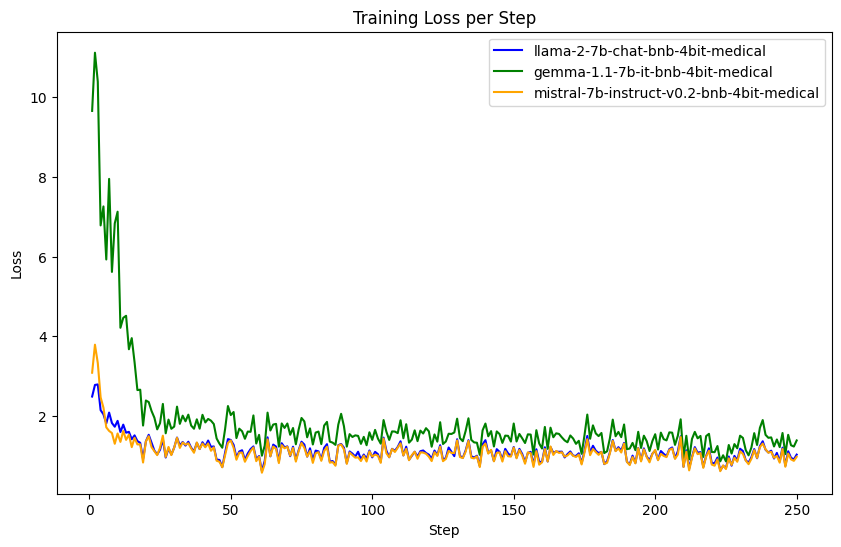 Training Loss per Step
llama-2-7b-chat-bnb-4bit-medical
gemma-1.1-7b-it-bnb-4bit-medical
mistral-7b-instruct-v0.2-bnb-4bit-medical
Loss
10
8
6
4
2
0
50
100
150
200
250
Step